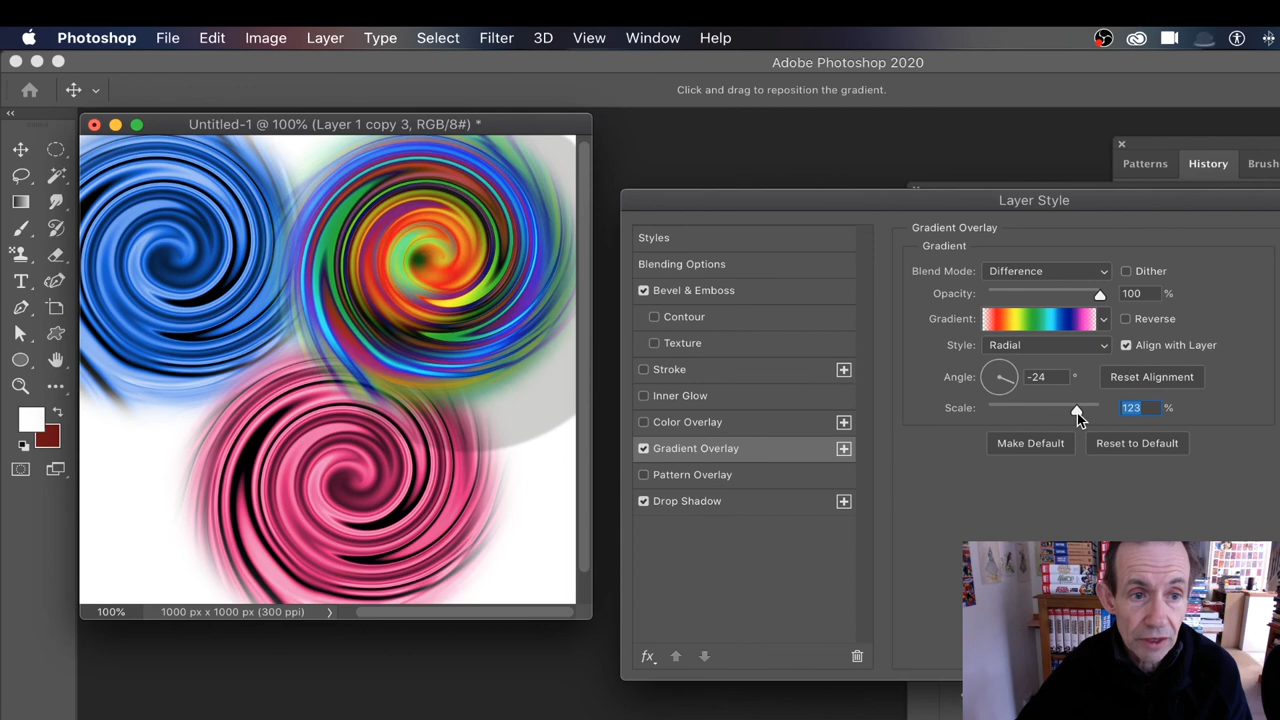 Photoshop File Edit Image Layer Type Select Filter 3D View Window Help
Adobe Photoshop 2020
Click and drag to reposition the gradient.
Untitled-1 @ 100% (Layer 1 copy 3, RGB/8#) *
100% 1000 px x 1000 px (300 ppi)
Patterns History Brush
Layer Style
Styles
Blending Options
Bevel & Emboss
Contour
Texture
Stroke
Inner Glow
Color Overlay
Gradient Overlay
Pattern Overlay
Drop Shadow
fx
Gradient Overlay
Gradient
Blend Mode: Difference Dither
Opacity: 100 %
Gradient: Reverse
Style: Radial Align with Layer
Angle: -24 ° Reset Alignment
Scale: 123 %
Make Default Reset to Default